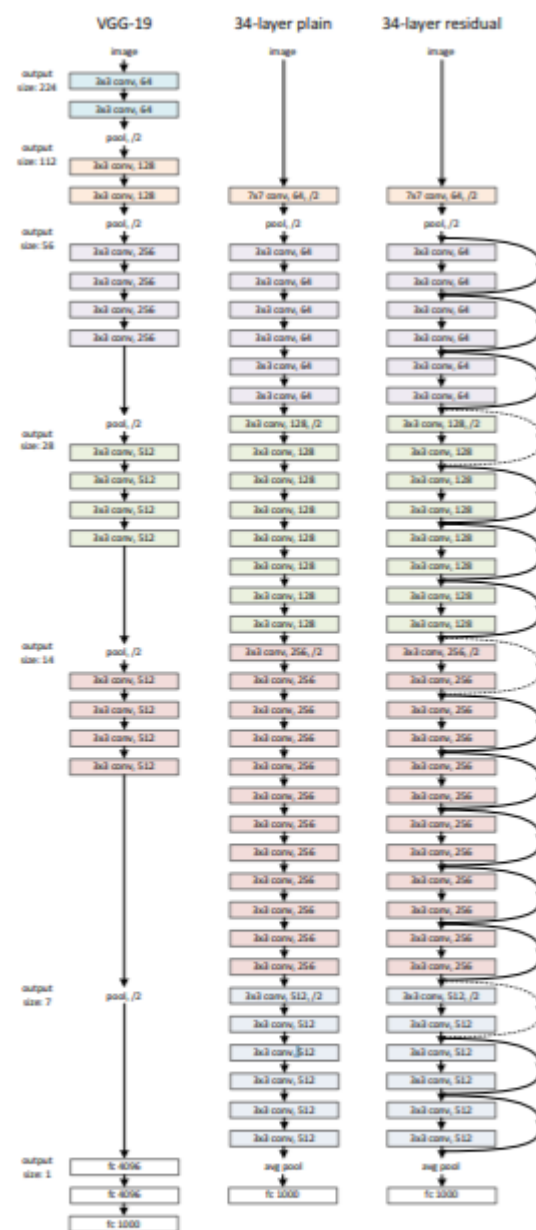 VGG-19
image
output
size: 224
3x3 conv, 64
3x3 conv, 64
pool, /2
output
size: 112
3x3 conv, 128
3x3 conv, 128
pool, /2
output
size: 56
3x3 conv, 256
3x3 conv, 256
3x3 conv, 256
3x3 conv, 256
pool, /2
output
size: 28
3x3 conv, 512
3x3 conv, 512
3x3 conv, 512
3x3 conv, 512
pool, /2
output
size: 14
3x3 conv, 512
3x3 conv, 512
3x3 conv, 512
3x3 conv, 512
pool, /2
output
size: 7
output
size: 1
fc 4096
fc 4096
fc 1000
34-layer plain
image
7x7 conv, 64, /2
pool, /2
3x3 conv, 64
3x3 conv, 64
3x3 conv, 64
3x3 conv, 64
3x3 conv, 64
3x3 conv, 64
3x3 conv, 128, /2
3x3 conv, 128
3x3 conv, 128
3x3 conv, 128
3x3 conv, 128
3x3 conv, 128
3x3 conv, 128
3x3 conv, 128
3x3 conv, 256, /2
3x3 conv, 256
3x3 conv, 256
3x3 conv, 256
3x3 conv, 256
3x3 conv, 256
3x3 conv, 256
3x3 conv, 256
3x3 conv, 256
3x3 conv, 256
3x3 conv, 256
3x3 conv, 256
3x3 conv, 512, /2
3x3 conv, 512
3x3 conv, 512
3x3 conv, 512
3x3 conv, 512
3x3 conv, 512
avg pool
fc 1000
34-layer residual
image
7x7 conv, 64, /2
pool, /2
3x3 conv, 64
3x3 conv, 64
3x3 conv, 64
3x3 conv, 64
3x3 conv, 64
3x3 conv, 64
3x3 conv, 128, /2
3x3 conv, 128
3x3 conv, 128
3x3 conv, 128
3x3 conv, 128
3x3 conv, 128
3x3 conv, 128
3x3 conv, 128
3x3 conv, 256, /2
3x3 conv, 256
3x3 conv, 256
3x3 conv, 256
3x3 conv, 256
3x3 conv, 256
3x3 conv, 256
3x3 conv, 256
3x3 conv, 256
3x3 conv, 256
3x3 conv, 256
3x3 conv, 256
3x3 conv, 512, /2
3x3 conv, 512
3x3 conv, 512
3x3 conv, 512
3x3 conv, 512
3x3 conv, 512
avg pool
fc 1000